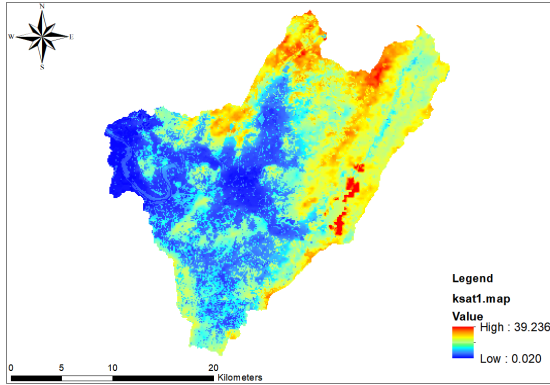 N
W E
S
Legend
ksat1.map
Value
High : 39.236
Low : 0.020
0 5 10 20
Kilometers